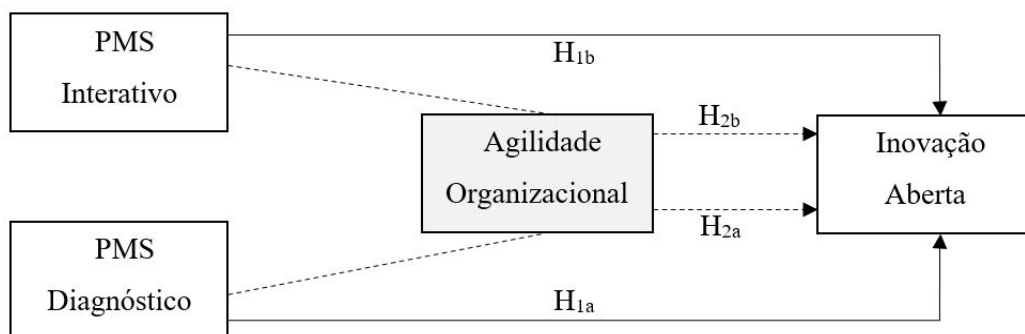 PMS
Interativo
H1b
Agilidade
Organizacional
H2b
H2a
Inovação
Aberta
PMS
Diagnóstico
H1a